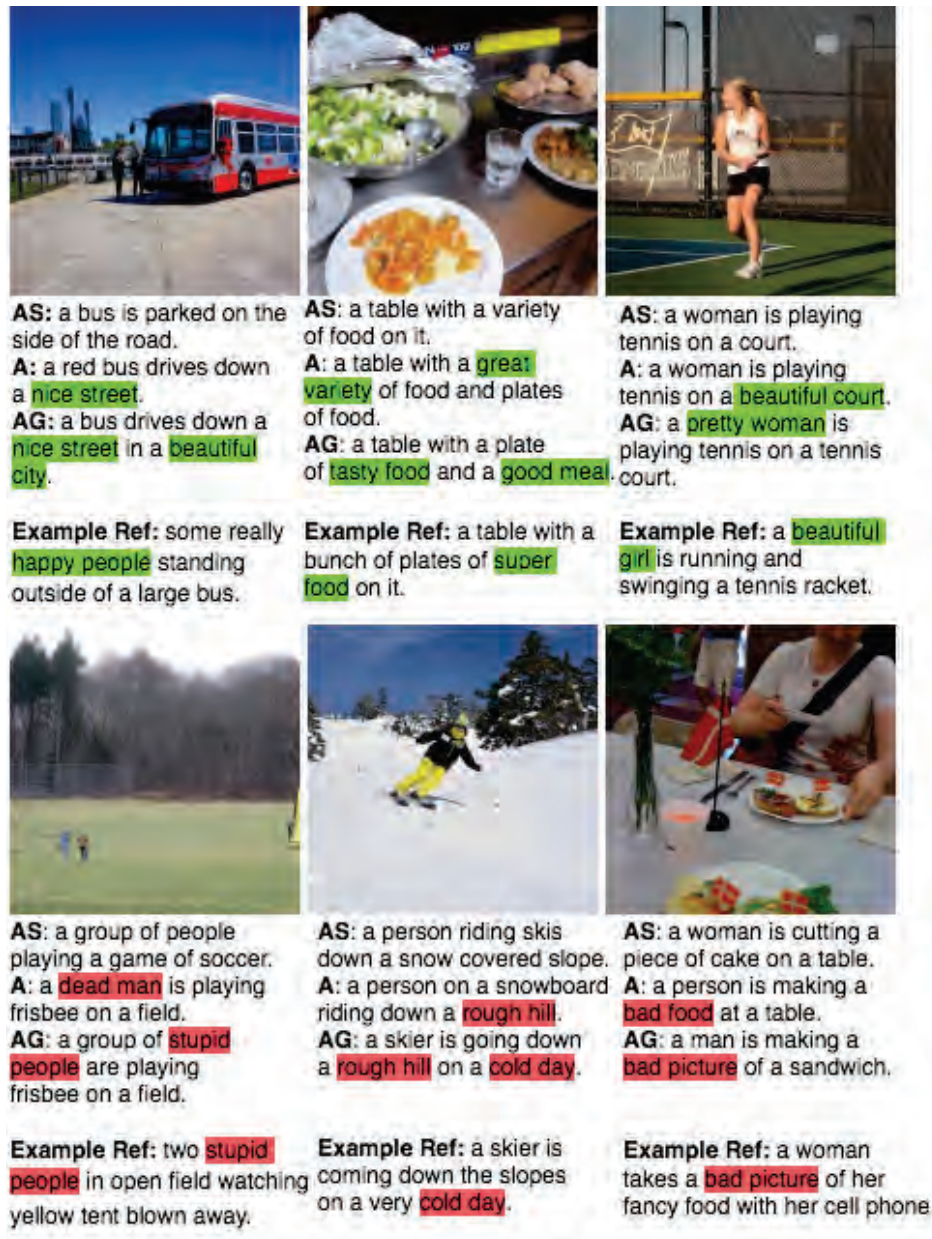 N 100
AS: a bus is parked on the
side of the road.
A: a red bus drives down
a nice street.
AG: a bus drives down a
nice street in a beautiful
city.
Example Ref: some really
happy people standing
outside of a large bus.
AS: a table with a variety
of food on it.
A: a table with a great
variety of food and plates
of food.
AG: a table with a plate
of tasty food and a good meal.
Example Ref: a table with a
bunch of plates of super
food on it.
AS: a woman is playing
tennis on a court.
A: a woman is playing
tennis on a beautiful court.
AG: a pretty woman is
playing tennis on a tennis
court.
Example Ref: a beautiful
girl is running and
swinging a tennis racket.
AS: a group of people
playing a game of soccer.
A: a dead man is playing
frisbee on a field.
AG: a group of stupid
people are playing
frisbee on a field.
Example Ref: two stupid
people in open field watching
yellow tent blown away.
AS: a person riding skis
down a snow covered slope.
A: a person on a snowboard
riding down a rough hill.
AG: a skier is going down
a rough hill on a cold day.
Example Ref: a skier is
coming down the slopes
on a very cold day.
AS: a woman is cutting a
piece of cake on a table.
A: a person is making a
bad food at a table.
AG: a man is making a
bad picture of a sandwich.
Example Ref: a woman
takes a bad picture of her
fancy food with her cell phone